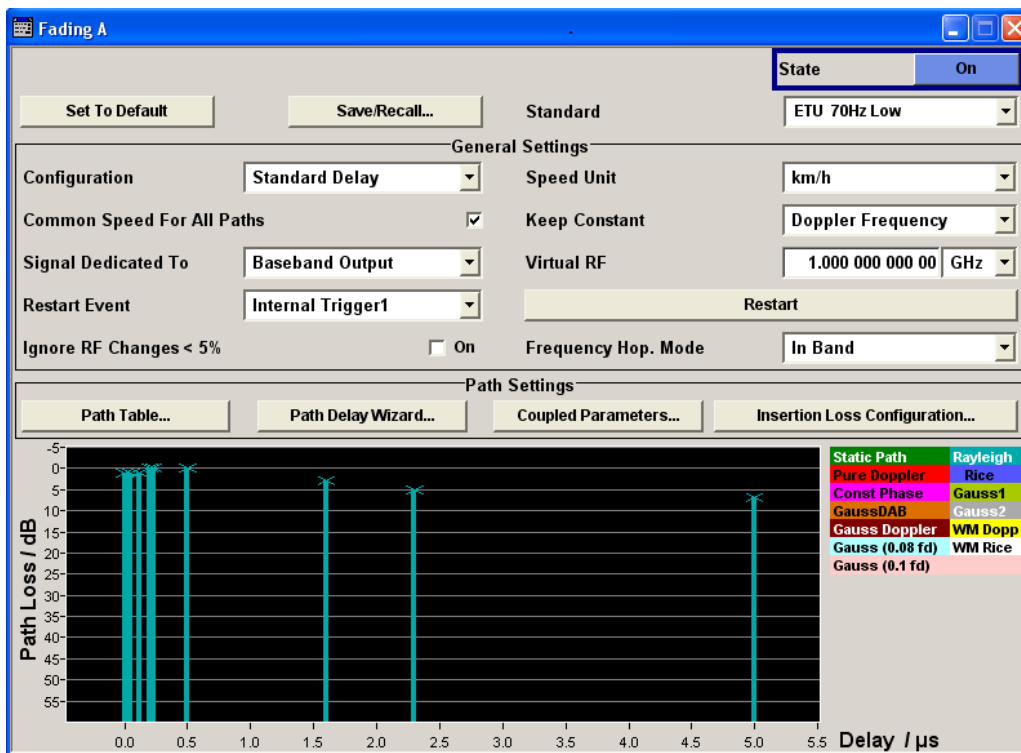 Fading A
State On
Set To Default Save/Recall... Standard ETU 70Hz Low
General Settings
Configuration Standard Delay Speed Unit km/h
Common Speed For All Paths Keep Constant Doppler Frequency
Signal Dedicated To Baseband Output Virtual RF 1.000 000 000 00 GHz
Restart Event Internal Trigger1 Restart
Ignore RF Changes < 5% On Frequency Hop. Mode In Band
Path Settings
Path Table... Path Delay Wizard... Coupled Parameters... Insertion Loss Configuration...
Path Loss / dB
-5
0
5
10
15
20
25
30
35
40
45
50
55
Static Path Rayleigh
Pure Doppler Rice
Const Phase Gauss1
GaussDAB Gauss2
Gauss Doppler WM Dopp
Gauss (0.08 fd) WM Rice
Gauss (0.1 fd)
0.0 0.5 1.0 1.5 2.0 2.5 3.0 3.5 4.0 4.5 5.0 5.5 Delay / µs